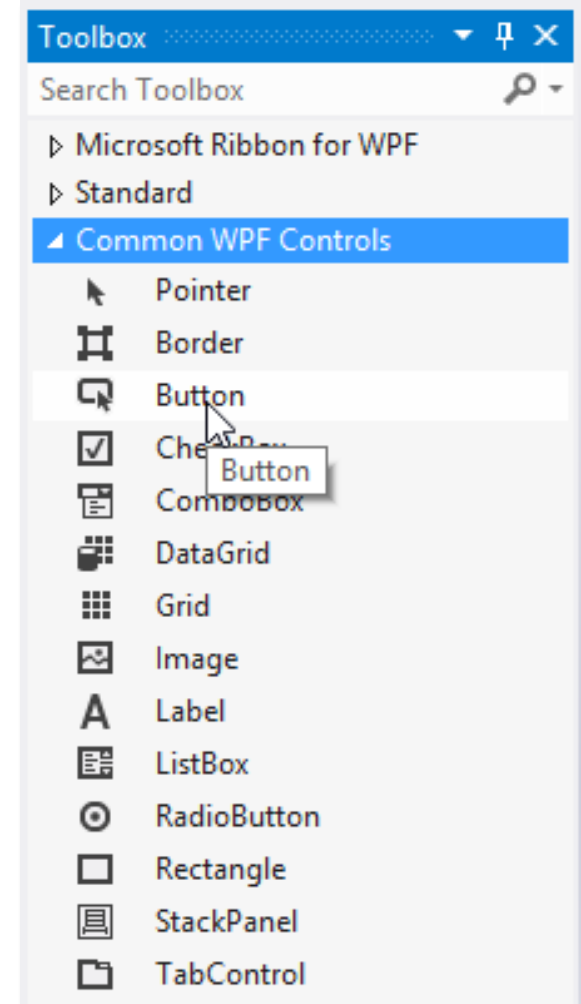 Toolbox
Search Toolbox
Microsoft Ribbon for WPF
Standard
Common WPF Controls
Pointer
Border
Button
CheckBox
Button
ComboBox
DataGrid
Grid
Image
Label
ListBox
RadioButton
Rectangle
StackPanel
TabControl